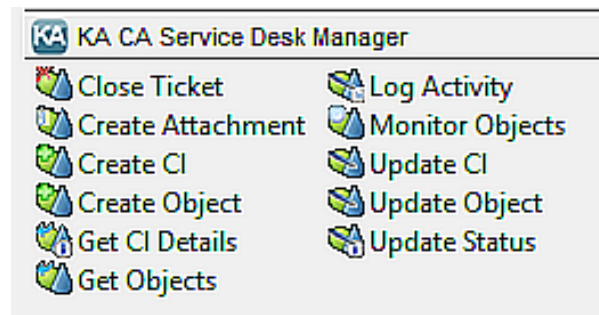 KA KA CA Service Desk Manager
Close Ticket
Create Attachment
Create CI
Create Object
Get CI Details
Get Objects
Log Activity
Monitor Objects
Update CI
Update Object
Update Status